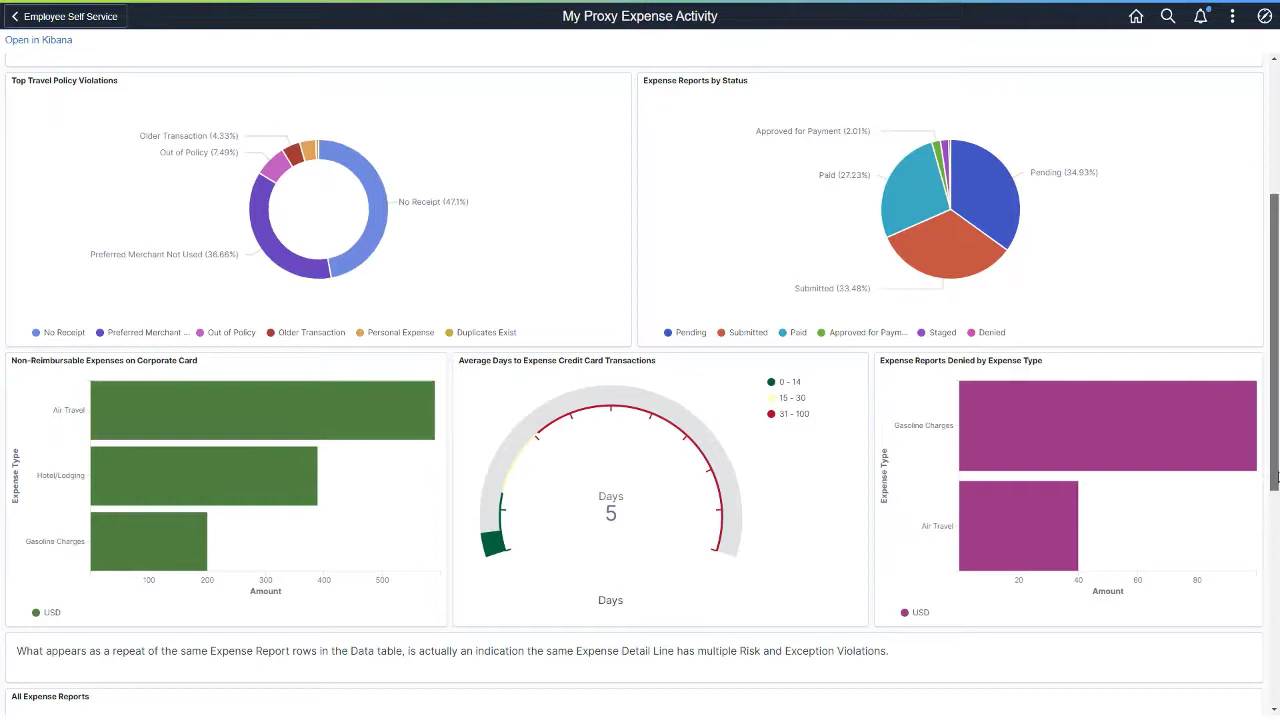 Employee Self Service
My Proxy Expense Activity
Open in Kibana
Top Travel Policy Violations
Older Transaction (4.33%)
Out of Policy (7.49%)
No Receipt (47.1%)
Preferred Merchant Not Used (36.66%)
No Receipt
Preferred Merchant ...
Out of Policy
Older Transaction
Personal Expense
Duplicates Exist
Expense Reports by Status
Approved for Payment (2.01%)
Paid (27.23%)
Pending (34.93%)
Submitted (33.48%)
Pending
Submitted
Paid
Approved for Paym...
Staged
Denied
Non-Reimbursable Expenses on Corporate Card
Expense Type
Air Travel
Hotel/Lodging
Gasoline Charges
100 200 300 400 500
Amount
USD
Average Days to Expense Credit Card Transactions
0 - 14
15 - 30
31 - 100
Days
5
Days
Expense Reports Denied by Expense Type
Expense Type
Gasoline Charges
Air Travel
20 40 60 80
Amount
USD
What appears as a repeat of the same Expense Report rows in the Data table, is actually an indication the same Expense Detail Line has multiple Risk and Exception Violations.
All Expense Reports